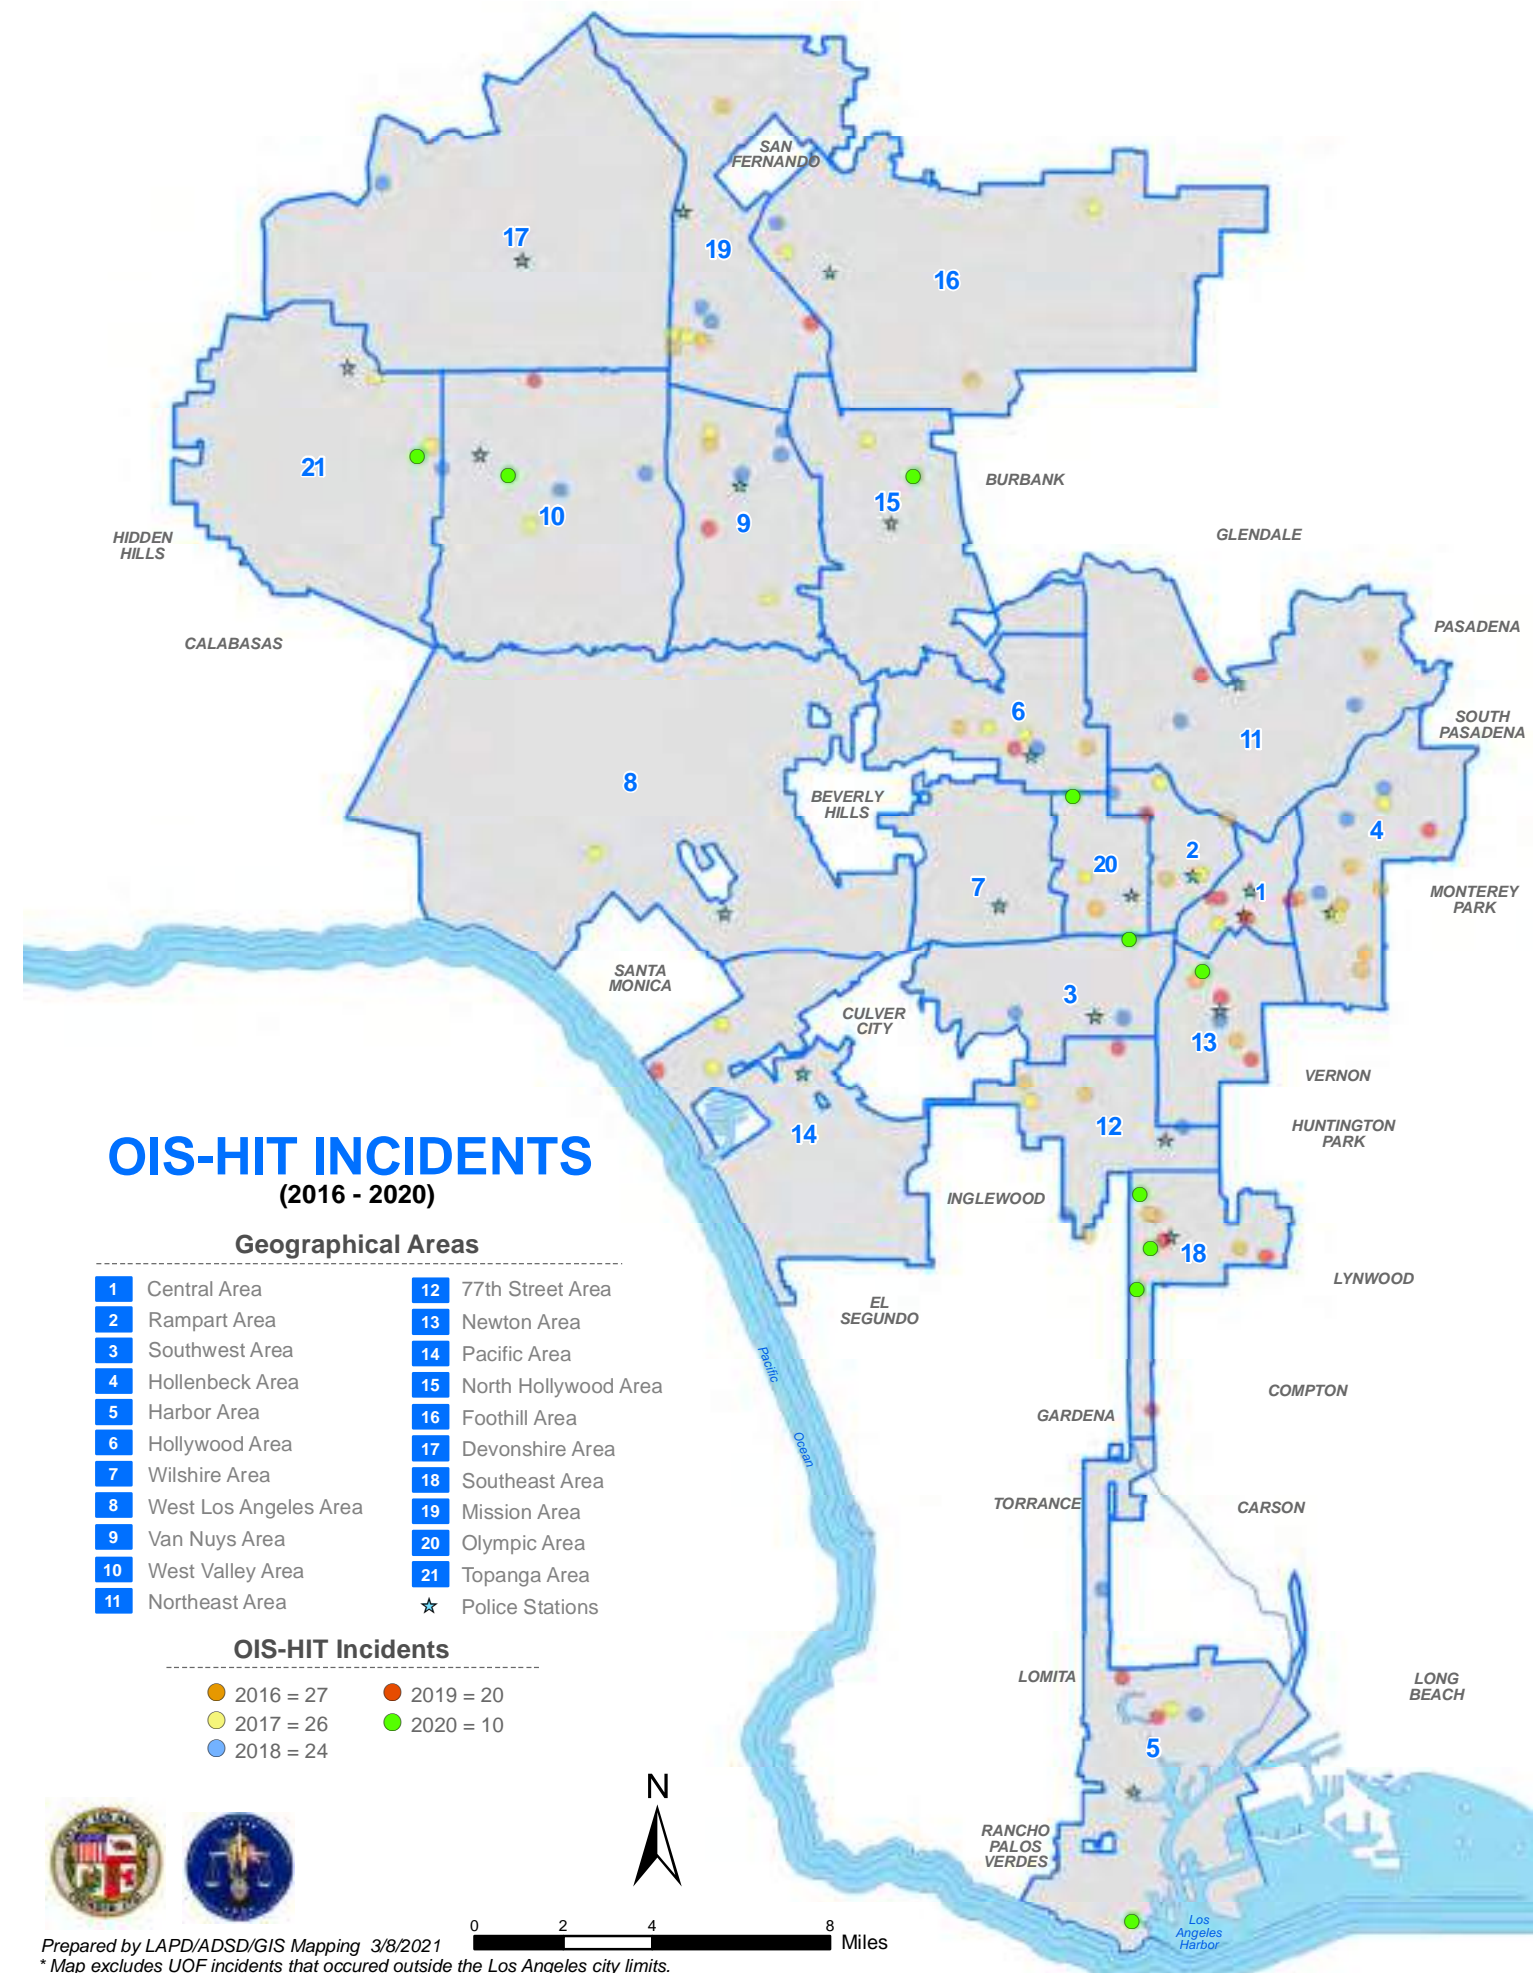 SAN
FERNANDO
17
19
16
21
10
9
15
BURBANK
HIDDEN
HILLS
GLENDALE
CALABASAS
PASADENA
6
11
SOUTH
PASADENA
8
BEVERLY
HILLS
4
2
20
7
1
MONTEREY
PARK
SANTA
MONICA
3
CULVER
CITY
13
VERNON
14
12
HUNTINGTON
PARK
OIS-HIT INCIDENTS
(2016 - 2020)
INGLEWOOD
18
LYNWOOD
EL
SEGUNDO
Pacific
Ocean
COMPTON
GARDENA
TORRANCE
CARSON
LOMITA
LONG
BEACH
5
RANCHO
PALOS
VERDES
Los
Angeles
Harbor
Geographical Areas
1 Central Area
2 Rampart Area
3 Southwest Area
4 Hollenbeck Area
5 Harbor Area
6 Hollywood Area
7 Wilshire Area
8 West Los Angeles Area
9 Van Nuys Area
10 West Valley Area
11 Northeast Area
12 77th Street Area
13 Newton Area
14 Pacific Area
15 North Hollywood Area
16 Foothill Area
17 Devonshire Area
18 Southeast Area
19 Mission Area
20 Olympic Area
21 Topanga Area
Police Stations
OIS-HIT Incidents
2016 = 27
2017 = 26
2018 = 24
2019 = 20
2020 = 10
N
0 2 4 8
Miles
Prepared by LAPD/ADSD/GIS Mapping 3/8/2021
* Map excludes UOF incidents that occured outside the Los Angeles city limits.